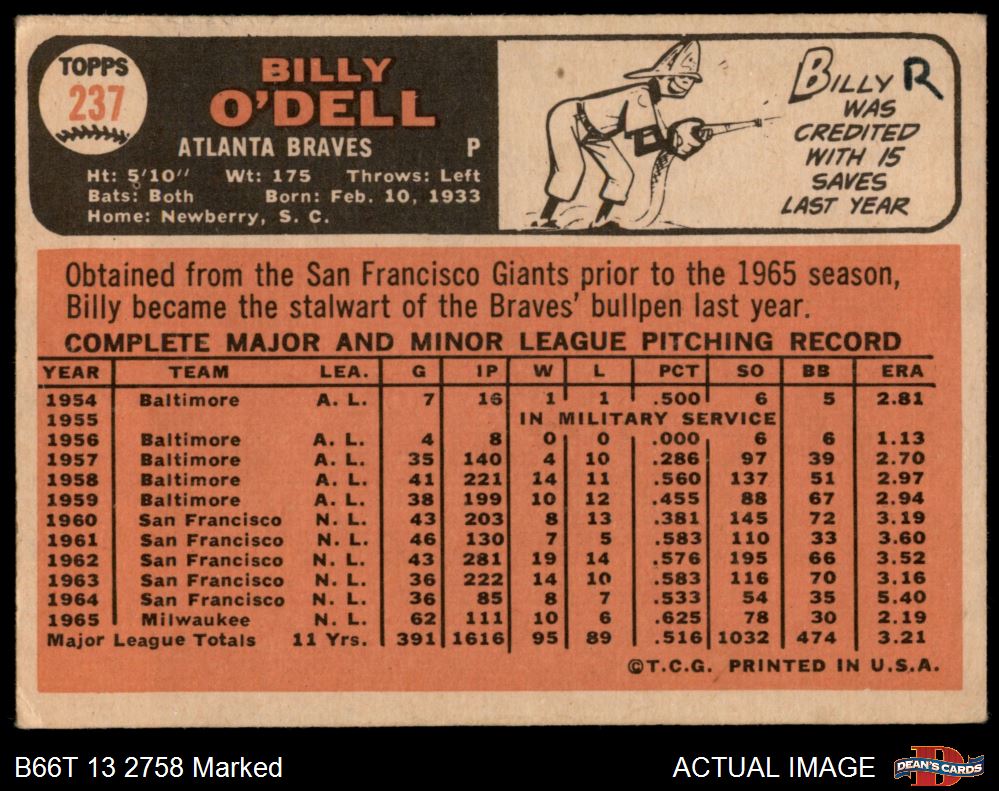 TOPPS
237
BILLY
O'DELL
ATLANTA BRAVES P
Ht: 5'10" Wt: 175 Throws: Left
Bats: Both Born: Feb. 10, 1933
Home: Newberry, S. C.
BILLY R
WAS
CREDITED
WITH 15
SAVES
LAST YEAR
Obtained from the San Francisco Giants prior to the 1965 season,
Billy became the stalwart of the Braves' bullpen last year.
COMPLETE MAJOR AND MINOR LEAGUE PITCHING RECORD
YEAR TEAM LEA. G IP W L PCT SO BB ERA
1954 Baltimore A. L. 7 16 1 1 .500 6 5 2.81
1955 IN MILITARY SERVICE
1956 Baltimore A. L. 4 8 0 0 .000 6 6 1.13
1957 Baltimore A. L. 35 140 4 10 .286 97 39 2.70
1958 Baltimore A. L. 41 221 14 11 .560 137 51 2.97
1959 Baltimore A. L. 38 199 10 12 .455 88 67 2.94
1960 San Francisco N. L. 43 203 8 13 .381 145 72 3.19
1961 San Francisco N. L. 46 130 7 5 .583 110 33 3.60
1962 San Francisco N. L. 43 281 19 14 .576 195 66 3.52
1963 San Francisco N. L. 36 222 14 10 .583 116 70 3.16
1964 San Francisco N. L. 36 85 8 7 .533 54 35 5.40
1965 Milwaukee N. L. 62 111 10 6 .625 78 30 2.19
Major League Totals 11 Yrs. 391 1616 95 89 .516 1032 474 3.21
©T.C.G. PRINTED IN U.S.A.
B66T 13 2758 Marked
ACTUAL IMAGE
D
DEAN'S CARDS